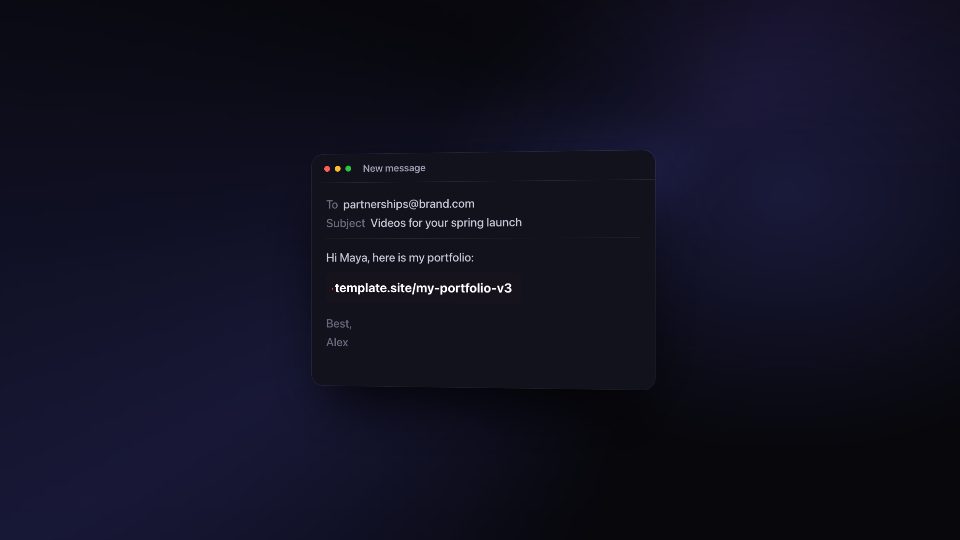 New message
To partnerships@brand.com
Subject Videos for your spring launch
Hi Maya, here is my portfolio:
template.site/my-portfolio-v3
Best,
Alex